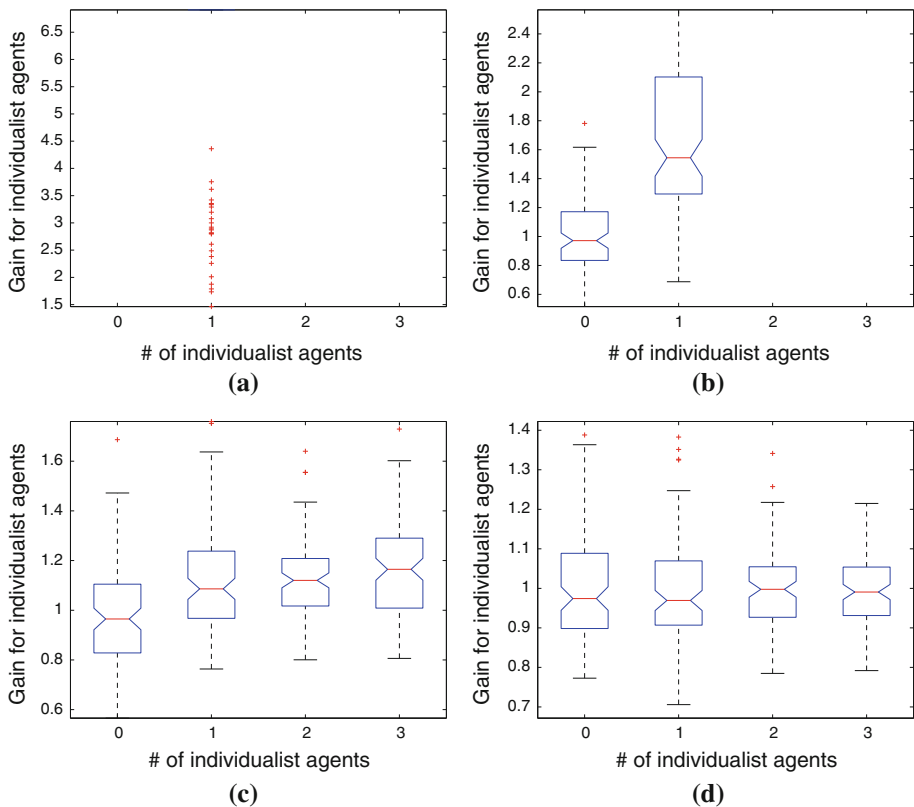 Gain for individualist agents
6.5
6
5.5
5
4.5
4
3.5
3
2.5
2
1.5
0 1 2 3
# of individualist agents
(a)
Gain for individualist agents
2.4
2.2
2
1.8
1.6
1.4
1.2
1
0.8
0.6
0 1 2 3
# of individualist agents
(b)
Gain for individualist agents
1.6
1.4
1.2
1
0.8
0.6
0 1 2 3
# of individualist agents
(c)
Gain for individualist agents
1.4
1.3
1.2
1.1
1
0.9
0.8
0.7
0 1 2 3
# of individualist agents
(d)